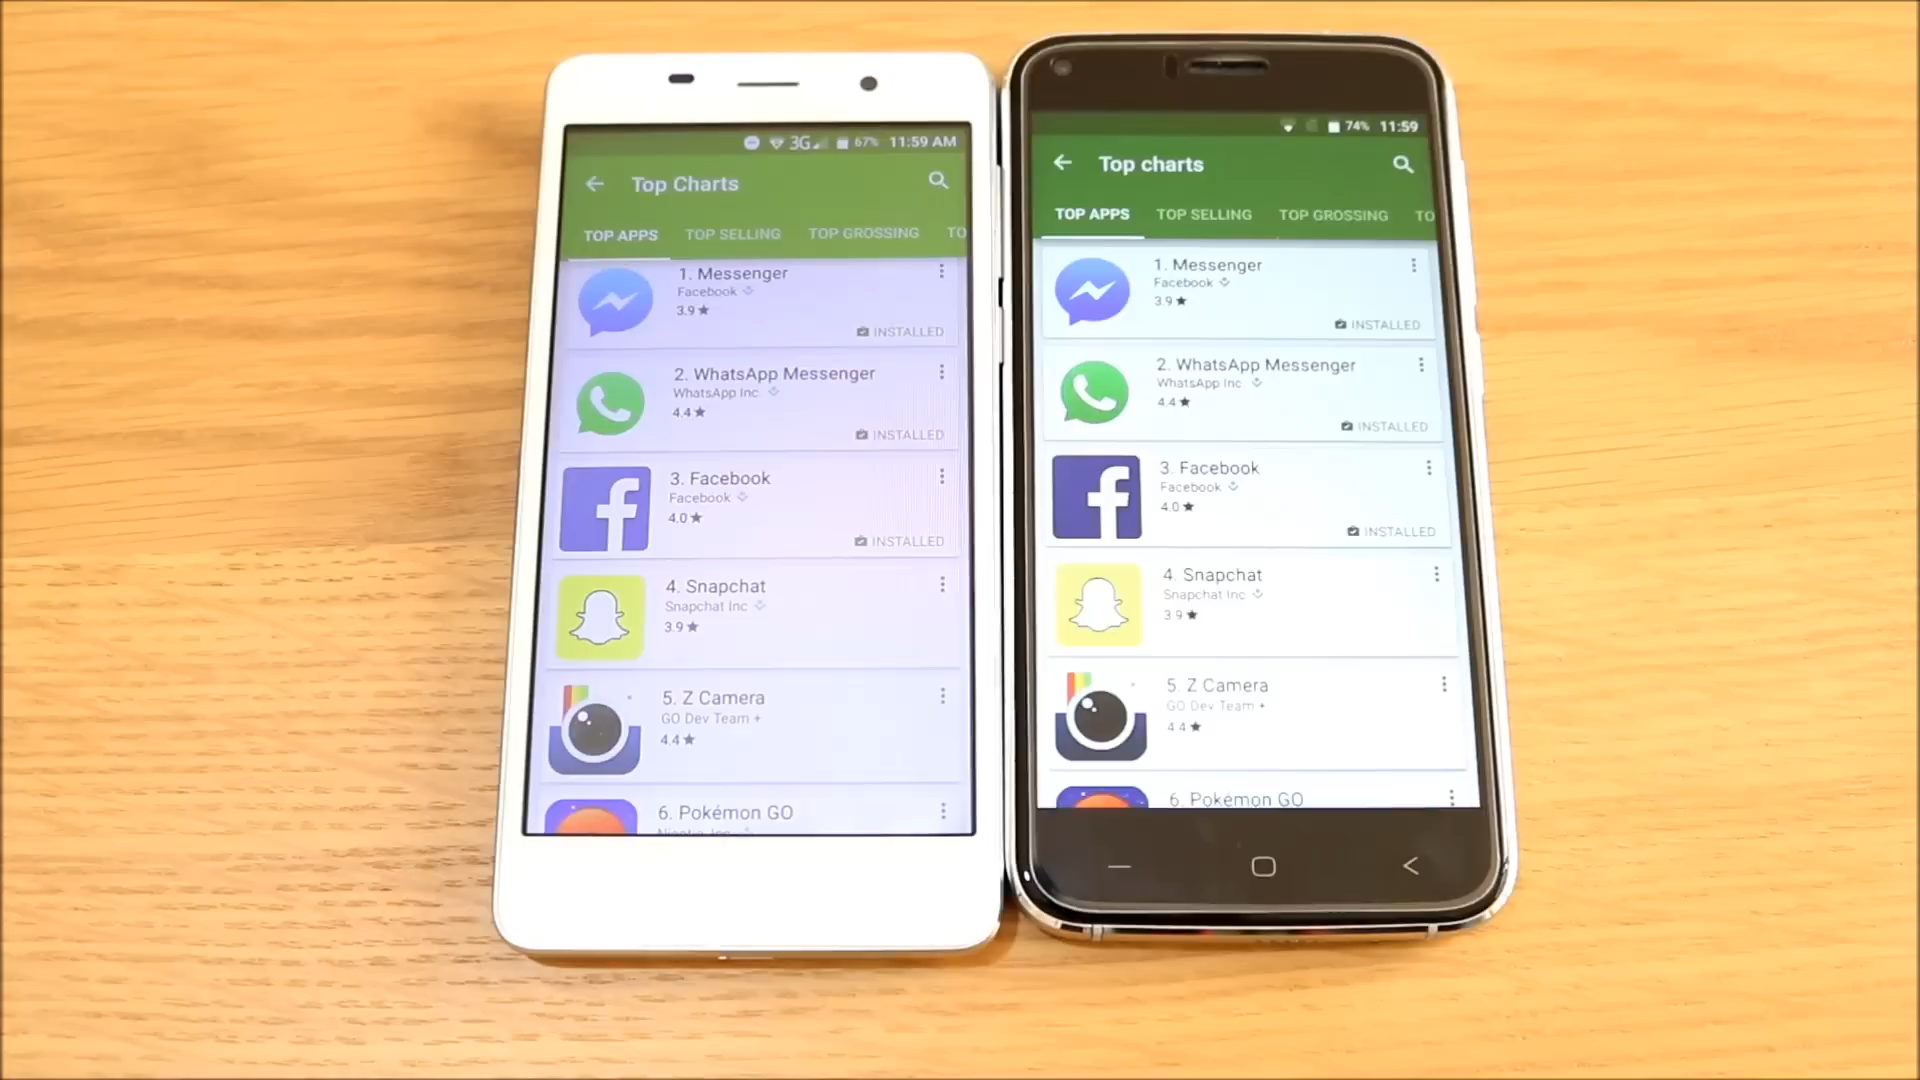 3G 67% 11:59 AM
Top Charts
TOP APPS TOP SELLING TOP GROSSING TO
1. Messenger
Facebook
3.9★
INSTALLED
2. WhatsApp Messenger
WhatsApp Inc.
4.4★
INSTALLED
3. Facebook
Facebook
4.0★
INSTALLED
4. Snapchat
Snapchat Inc
3.9★
5. Z Camera
GO Dev Team +
4.4★
6. Pokémon GO
74% 11:59
Top charts
TOP APPS TOP SELLING TOP GROSSING TO
1. Messenger
Facebook
3.9★
INSTALLED
2. WhatsApp Messenger
WhatsApp Inc.
4.4★
INSTALLED
3. Facebook
Facebook
4.0★
INSTALLED
4. Snapchat
Snapchat Inc
3.9★
5. Z Camera
GO Dev Team +
4.4★
6. Pokémon GO